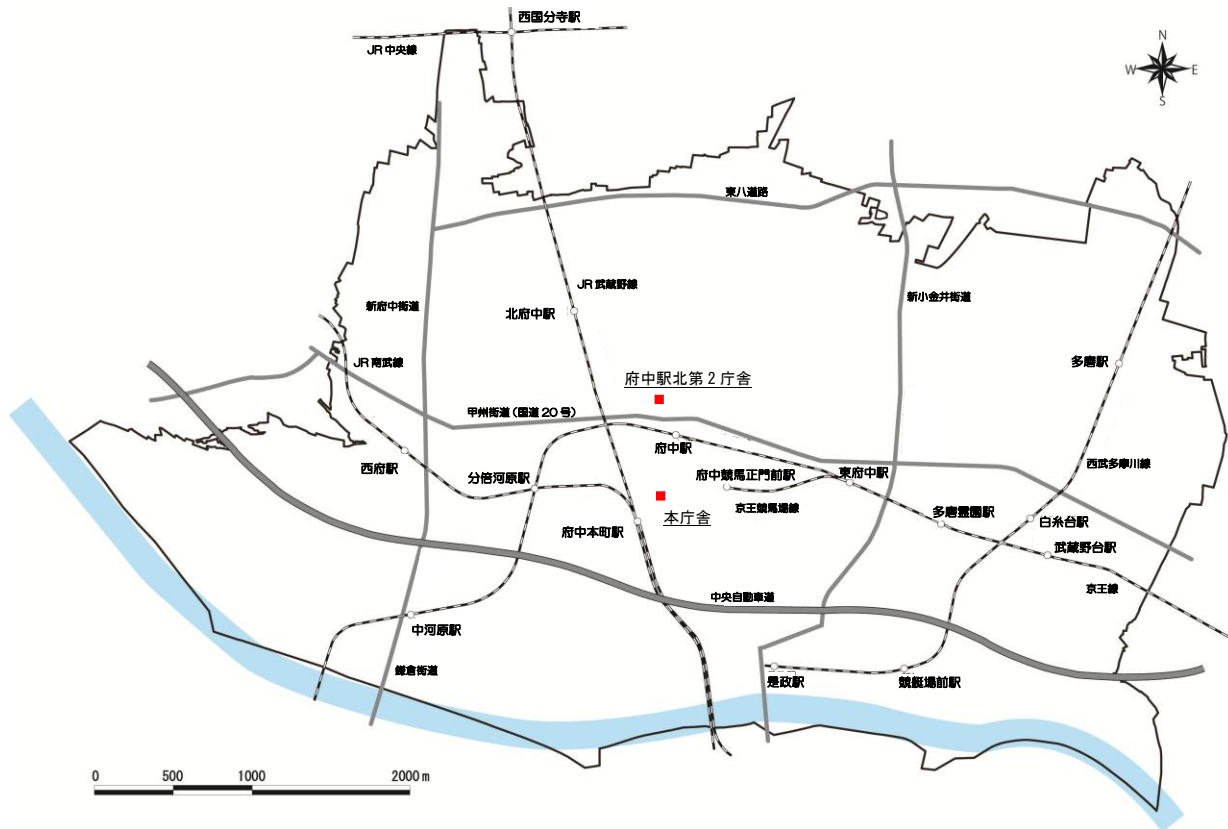 西国分寺駅
JR中央線
N
W
E
S
東八道路
新府中街道
JR武蔵野線
北府中駅
新小金井街道
JR南武線
多磨駅
府中駅北第2庁舎
甲州街道(国道20号)
府中駅
西府駅
分倍河原駅
府中競馬正門前駅
東府中駅
西武多摩川線
京王競馬場線
本庁舎
府中本町駅
多磨霊園駅
白糸台駅
武蔵野台駅
京王線
中央自動車道
中河原駅
鎌倉街道
是政駅
競艇場前駅
0 500 1000 2000m